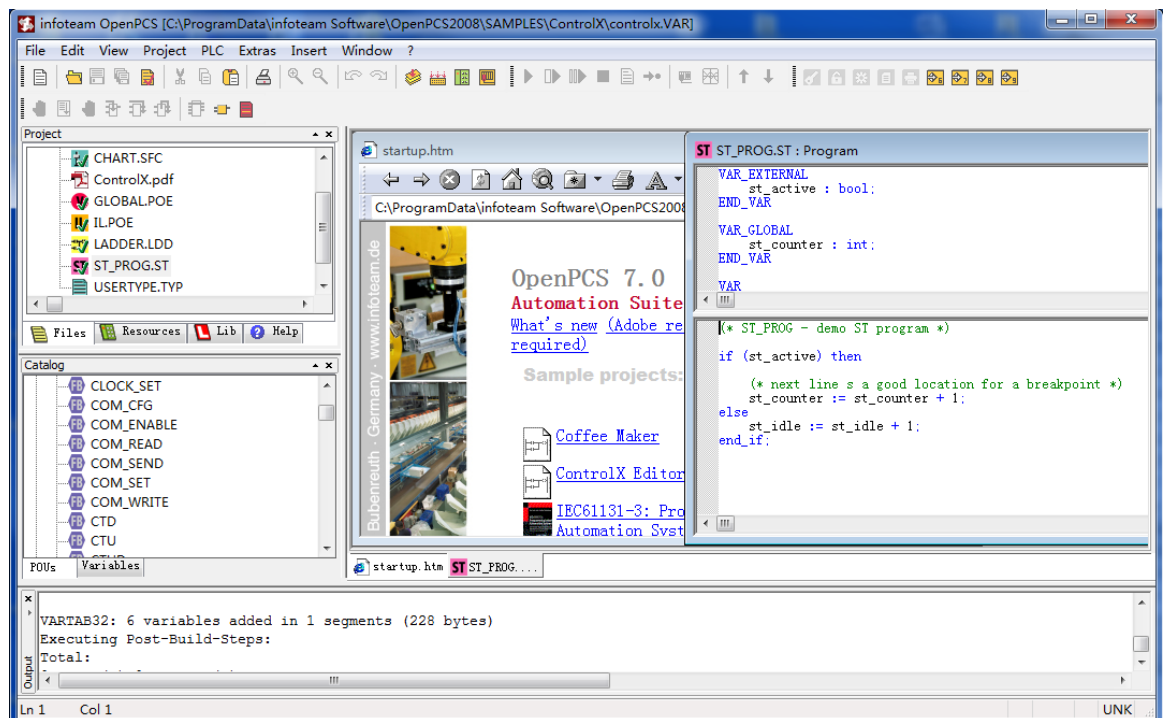 infoteam OpenPCS [C:\ProgramData\infoteam Software\OpenPCS2008\SAMPLES\ControlX\controlx.VAR]
File Edit View Project PLC Extras Insert Window ?
Project
CHART.SFC
ControlX.pdf
GLOBAL.POE
IL.POE
LADDER.LDD
ST_PROG.ST
USERTYPE.TYP
Files Resources Lib Help
Catalog
CLOCK_SET
COM_CFG
COM_ENABLE
COM_READ
COM_SEND
COM_SET
COM_WRITE
CTD
CTU
POUs Variables
startup.htm
C:\ProgramData\infoteam Software\OpenPCS2008
Bubenreuth · Germany · www.infoteam.de
OpenPCS 7.0
Automation Suite
What's new (Adobe re
required)
Sample projects:
Coffee Maker
ControlX Editor
IEC61131-3: Pro
Automation Syst
ST ST_PROG.ST : Program
VAR_EXTERNAL
st_active : bool;
END_VAR
VAR_GLOBAL
st_counter : int;
END_VAR
VAR
(* ST_PROG - demo ST program *)
if (st_active) then
(* next line s a good location for a breakpoint *)
st_counter := st_counter + 1;
else
st_idle := st_idle + 1;
end_if;
startup.htm ST ST_PROG....
Output
VARTAB32: 6 variables added in 1 segments (228 bytes)
Executing Post-Build-Steps:
Total:
Ln 1 Col 1 UNK